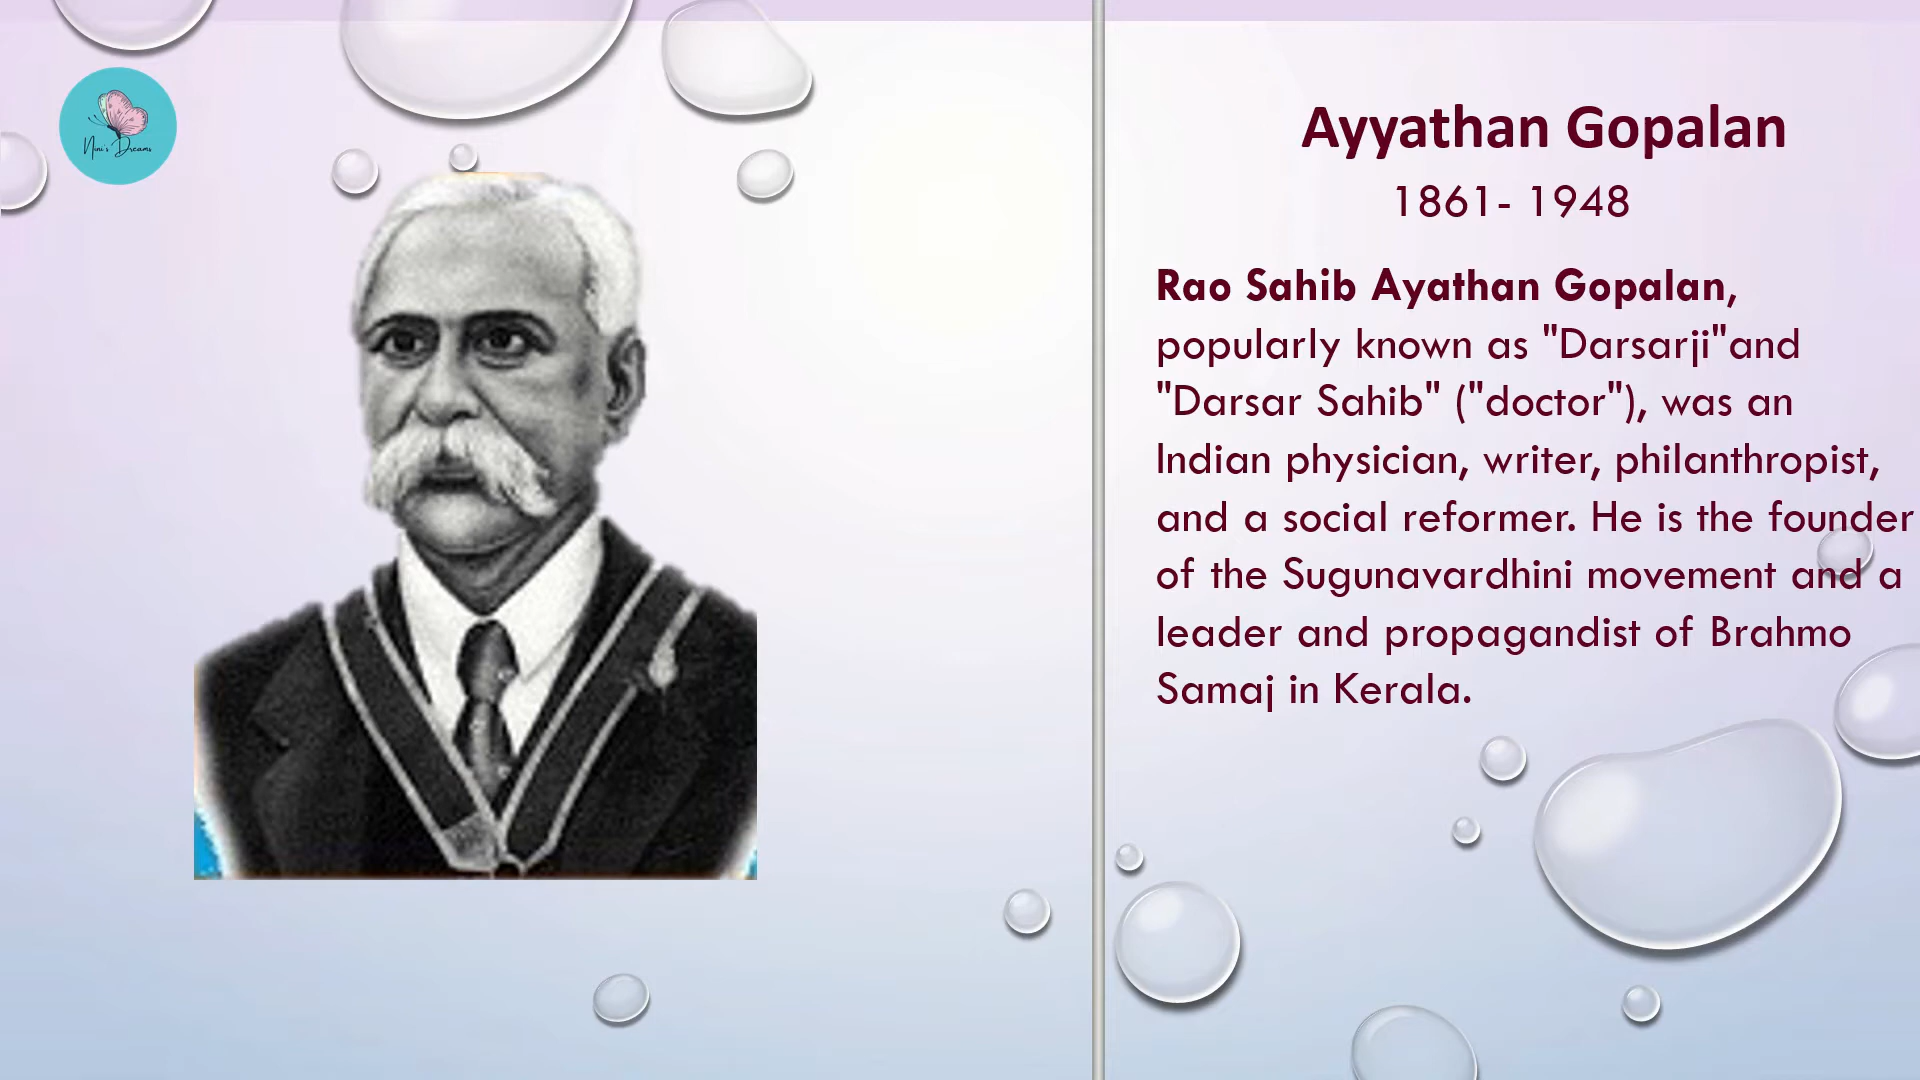 Nini's Dreams
Ayyathan Gopalan
1861- 1948
Rao Sahib Ayathan Gopalan,
popularly known as "Darsarji"and
"Darsar Sahib" ("doctor"), was an
Indian physician, writer, philanthropist,
and a social reformer. He is the founder
of the Sugunavardhini movement and a
leader and propagandist of Brahmo
Samaj in Kerala.